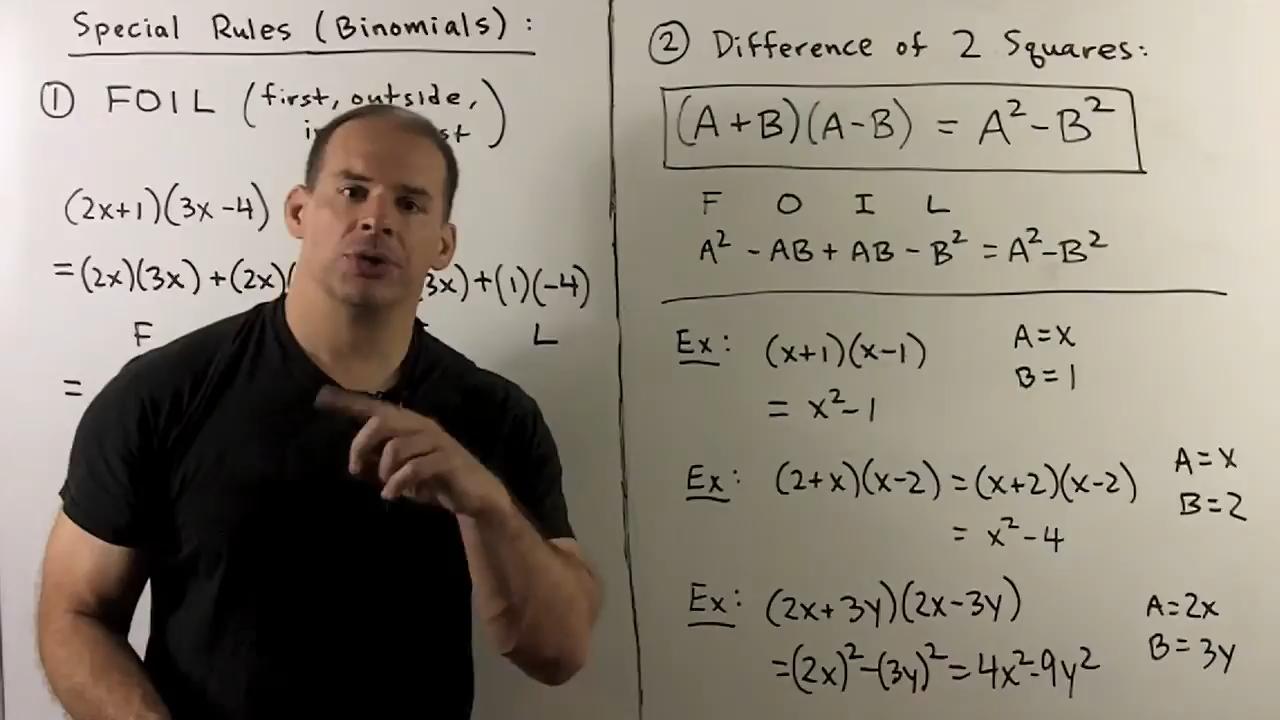 Special Rules (Binomials):
① FOIL (first, outside,
st)
(2x+1)(3x-4)
=(2x)(3x)+(2x)( 3x)+(1)(-4)
F L
=
② Difference of 2 Squares:
(A+B)(A-B) = A²-B²
F O I L
A² - AB + AB - B² = A²-B²
Ex: (x+1)(x-1) A=x
B=1
= x²-1
Ex: (2+x)(x-2) = (x+2)(x-2) A=x
B=2
= x²-4
Ex: (2x+3y)(2x-3y) A=2x
=(2x)²-(3y)² = 4x²-9y² B=3y